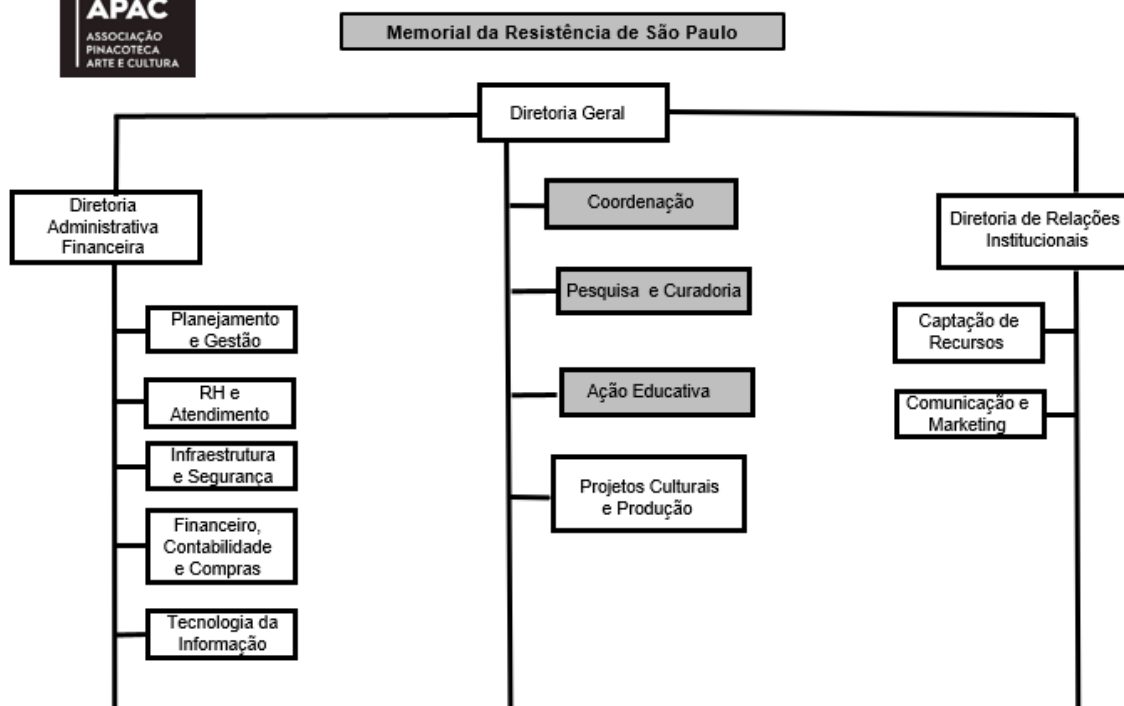 APAC
ASSOCIAÇÃO
PINACOTECA
ARTE E CULTURA
Memorial da Resistência de São Paulo
Diretoria Geral
Diretoria
Administrativa
Financeira
Planejamento
e Gestão
RH e
Atendimento
Infraestrutura
e Segurança
Financeiro,
Contabilidade
e Compras
Tecnologia da
Informação
Coordenação
Pesquisa e Curadoria
Ação Educativa
Projetos Culturais
e Produção
Diretoria de Relações
Institucionais
Captação de
Recursos
Comunicação e
Marketing